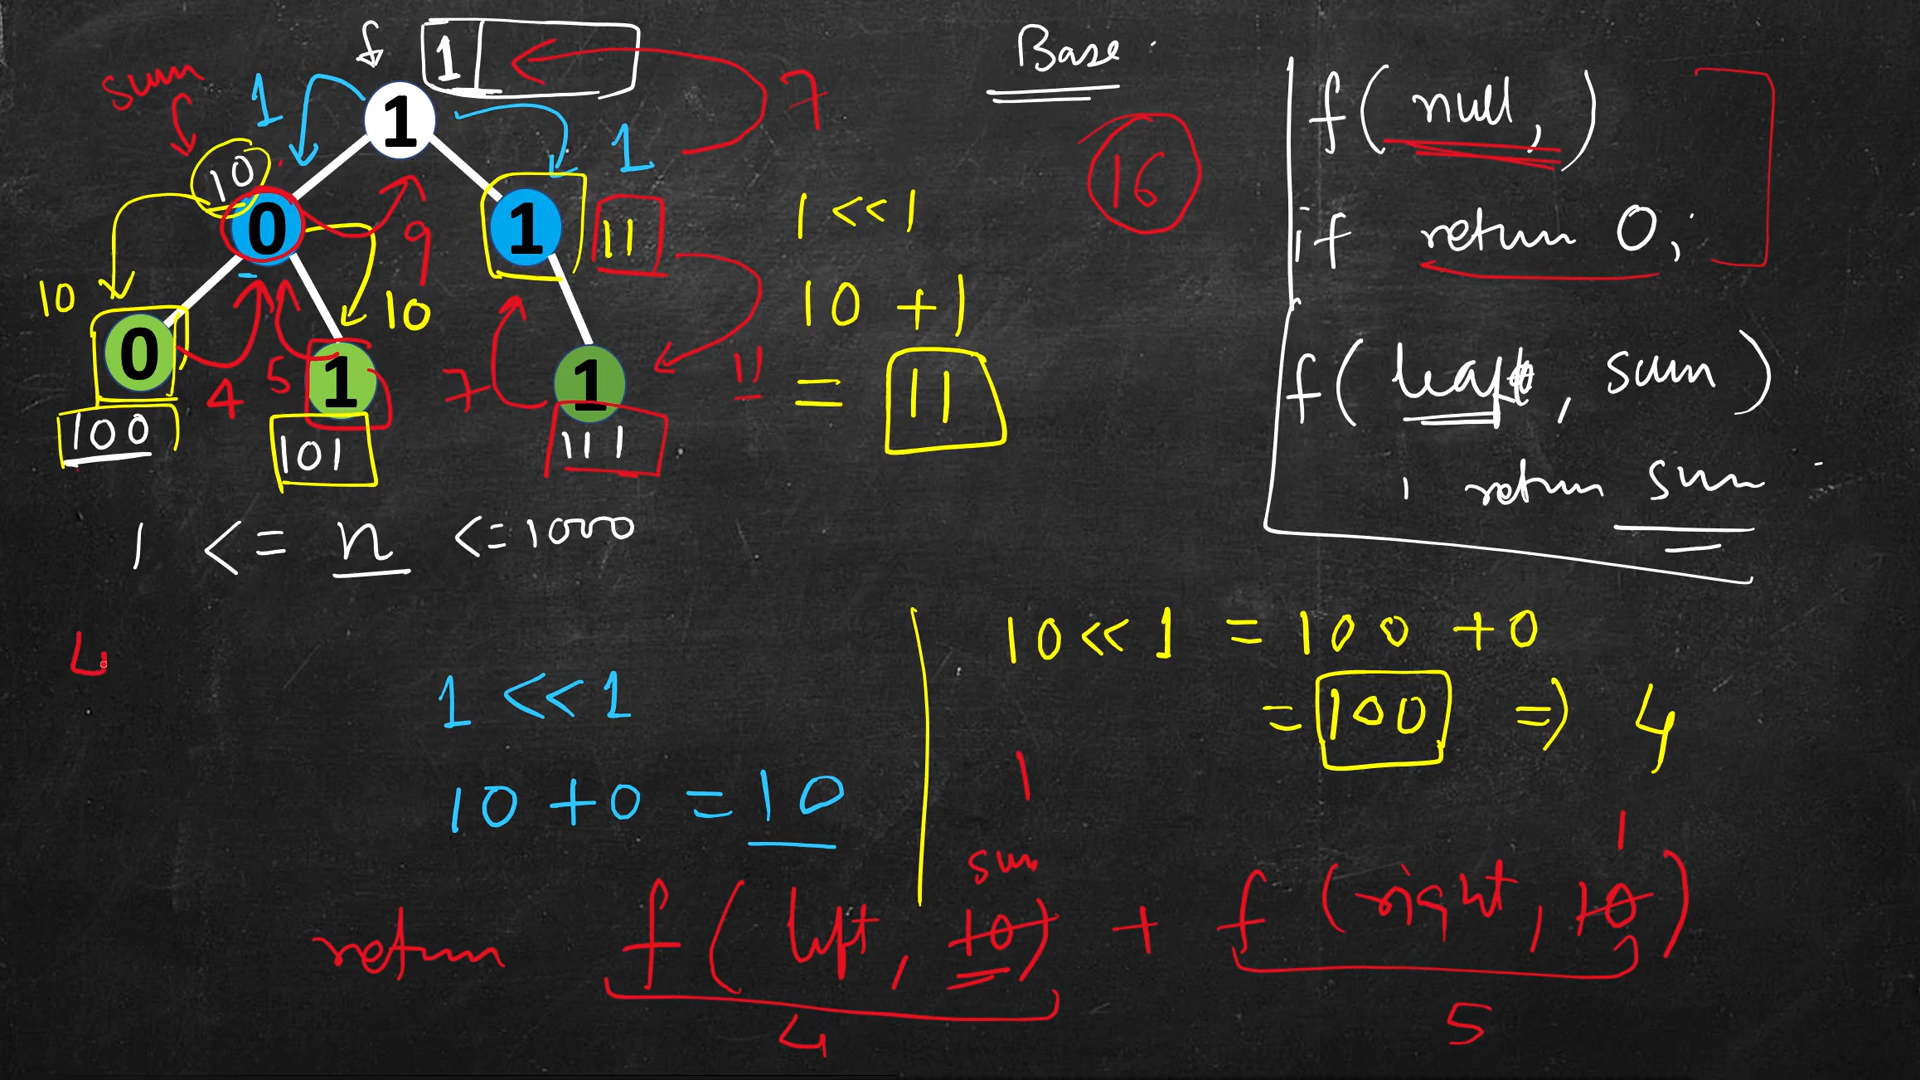 f
1
sum
1
1
7
1
10
0
1
11
9
10
10
0
4
5
1
7
1
11
100
101
111
1 <= n <= 1000
1 << 1
10 + 1
= 11
Base
16
f( null, )
if return 0;
f( leaf, sum )
return sum
4
1 << 1
10 + 0 = 10
10 << 1 = 100 + 0
= 100 => 4
1
sum
1
return f( left, 10) + f (right, 10)
4
5